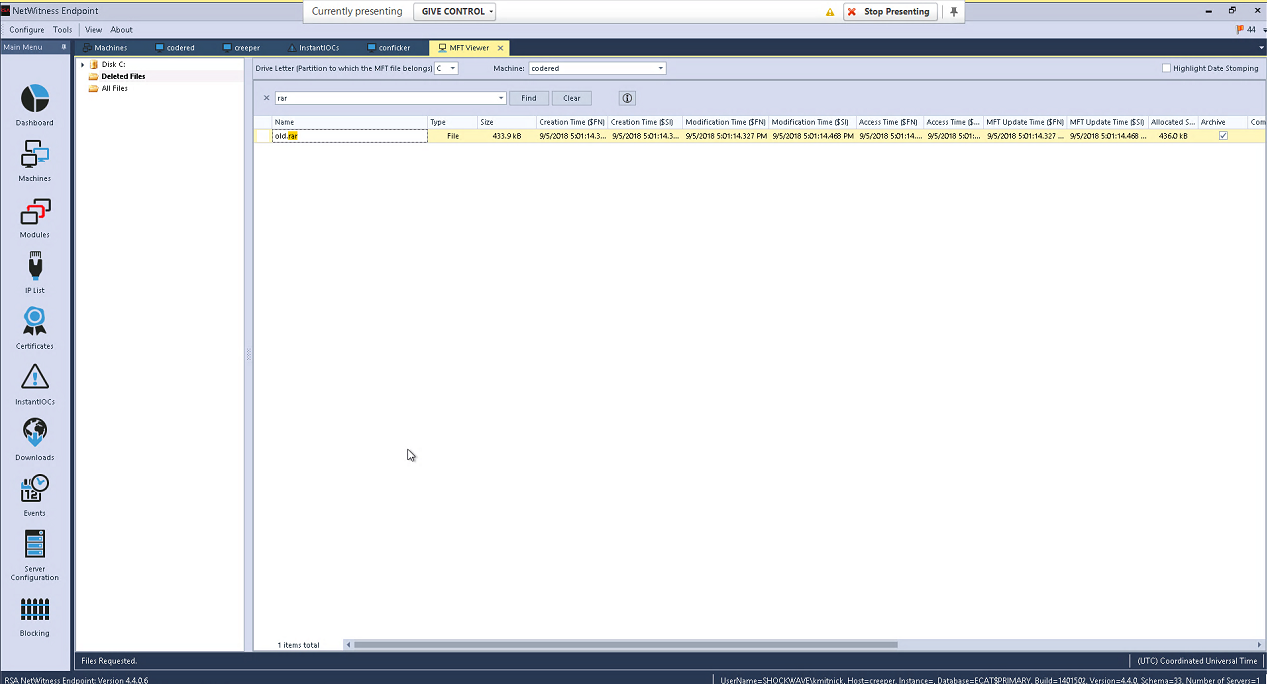 NetWitness Endpoint
Currently presenting GIVE CONTROL Stop Presenting
Configure Tools View About 44
Main Menu Machines codered creeper InstantIOCs conficker MFT Viewer
Disk C:
Deleted Files
All Files
Drive Letter (Partition to which the MFT file belongs) C Machine: codered Highlight Date Stomping
rar Find Clear
Name Type Size Creation Time ($FN) Creation Time ($SI) Modification Time ($FN) Modification Time ($SI) Access Time ($FN) Access Time ($... MFT Update Time ($FN) MFT Update Time ($SI) Allocated S... Archive Com
old.rar File 433.9 kB 9/5/2018 5:01:14.3... 9/5/2018 5:01:14.3... 9/5/2018 5:01:14.327 PM 9/5/2018 5:01:14.468 PM 9/5/2018 5:01:14.... 9/5/2018 5:01:... 9/5/2018 5:01:14.327 ... 9/5/2018 5:01:14.468 ... 436.0 kB
Dashboard
Machines
Modules
IP List
Certificates
InstantIOCs
Downloads
12
Events
Server
Configuration
Blocking
1 items total
Files Requested. (UTC) Coordinated Universal Time
RSA NetWitness Endpoint: Version 4.4.0.6 UserName=SHOCKWAVE\kmitnick, Host=creeper, Instance=, Database=ECAT$PRIMARY, Build=1401502, Version=4.4.0, Schema=33, Number of Servers=1